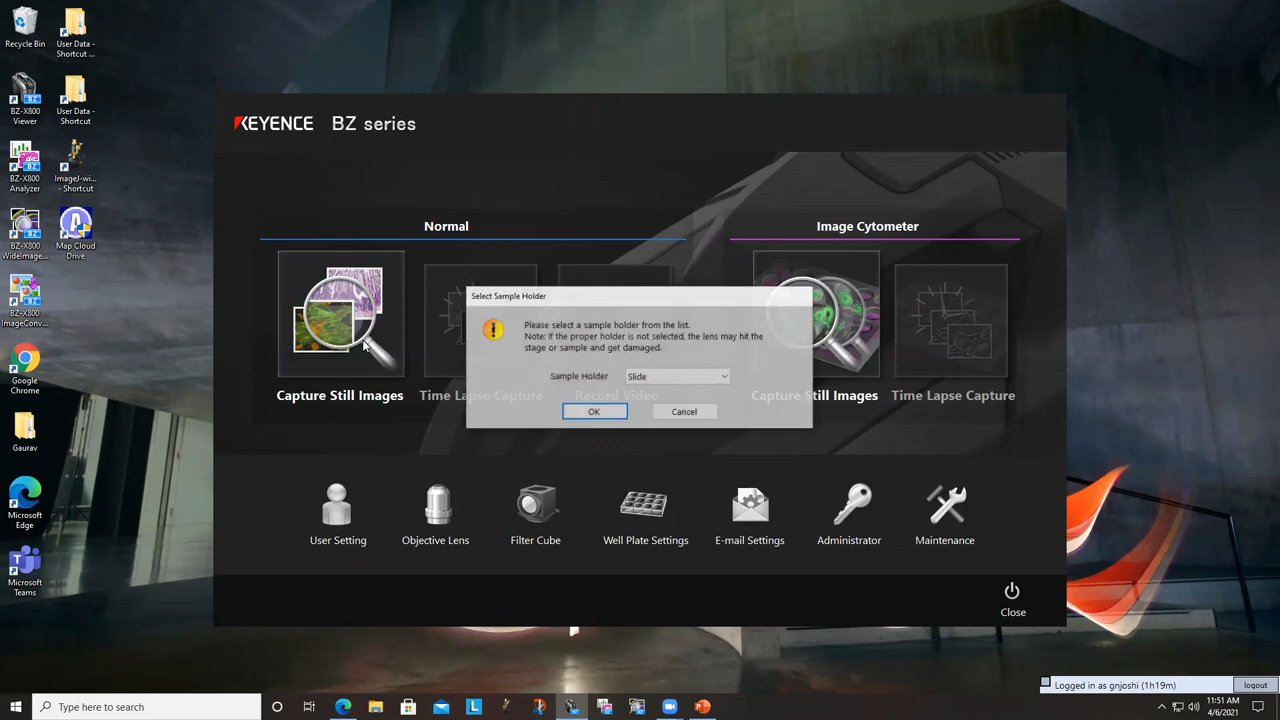 Recycle Bin
User Data -
Shortcut ...
BZ-X800
Viewer
User Data -
Shortcut
BZ-X800
Analyzer
ImageJ-wi...
- Shortcut
BZ-X800
WideImage...
Map Cloud
Drive
BZ-X800
ImageConv...
Google
Chrome
Gaurav
Microsoft
Edge
Microsoft
Teams
KEYENCE BZ series
Normal
Image Cytometer
Select Sample Holder
Please select a sample holder from the list.
Note: If the proper holder is not selected, the lens may hit the
stage or sample and get damaged.
Sample Holder Slide
OK Cancel
Capture Still Images Time Lapse Capture Record Video Capture Still Images Time Lapse Capture
User Setting Objective Lens Filter Cube Well Plate Settings E-mail Settings Administrator Maintenance
Close
Logged in as gnjoshi (1h19m) logout
Type here to search
11:51 AM
4/6/2021